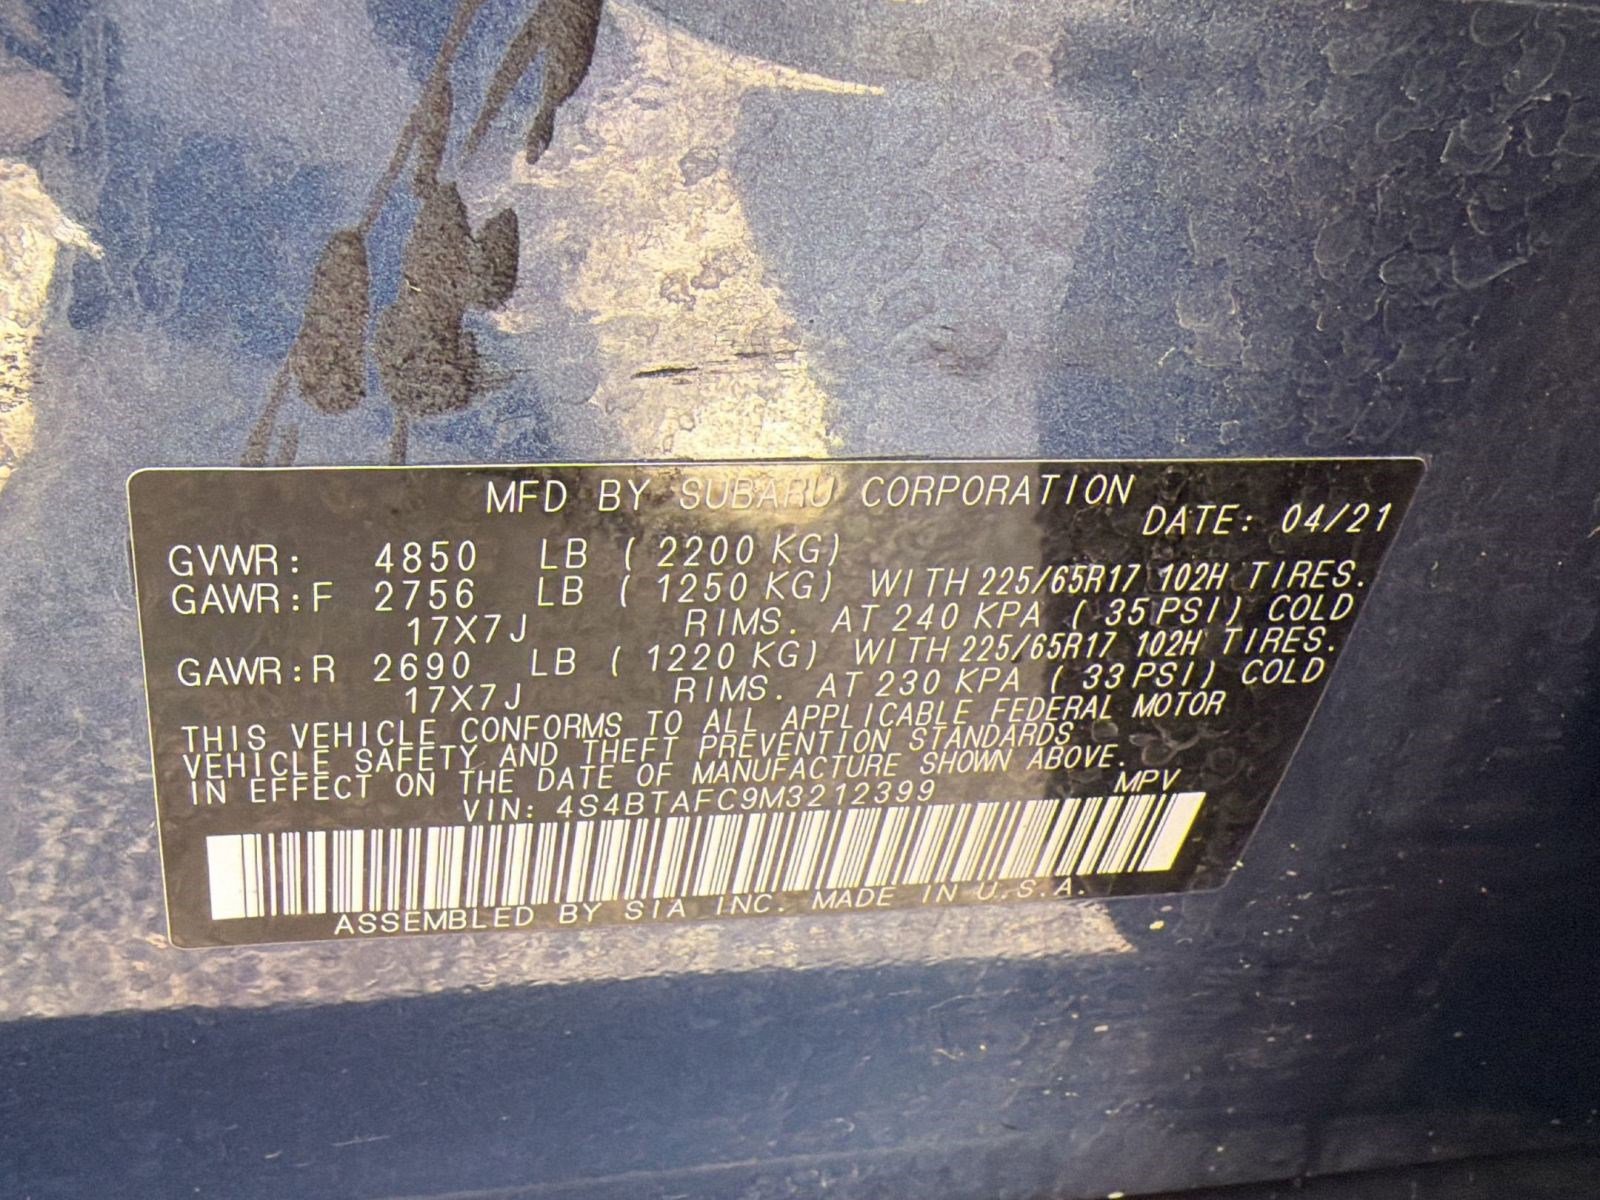 MFD BY SUBARU CORPORATION
DATE: 04/21
GVWR: 4850 LB ( 2200 KG)
GAWR:F 2756 LB ( 1250 KG) WITH 225/65R17 102H TIRES.
17X7J RIMS. AT 240 KPA ( 35PSI) COLD
GAWR:R 2690 LB ( 1220 KG) WITH 225/65R17 102H TIRES.
17X7J RIMS. AT 230 KPA ( 33PSI) COLD
THIS VEHICLE CONFORMS TO ALL APPLICABLE FEDERAL MOTOR
VEHICLE SAFETY AND THEFT PREVENTION STANDARDS
IN EFFECT ON THE DATE OF MANUFACTURE SHOWN ABOVE.
VIN: 4S4BTAFC9M3212399 MPV
ASSEMBLED BY SIA INC. MADE IN U.S.A.